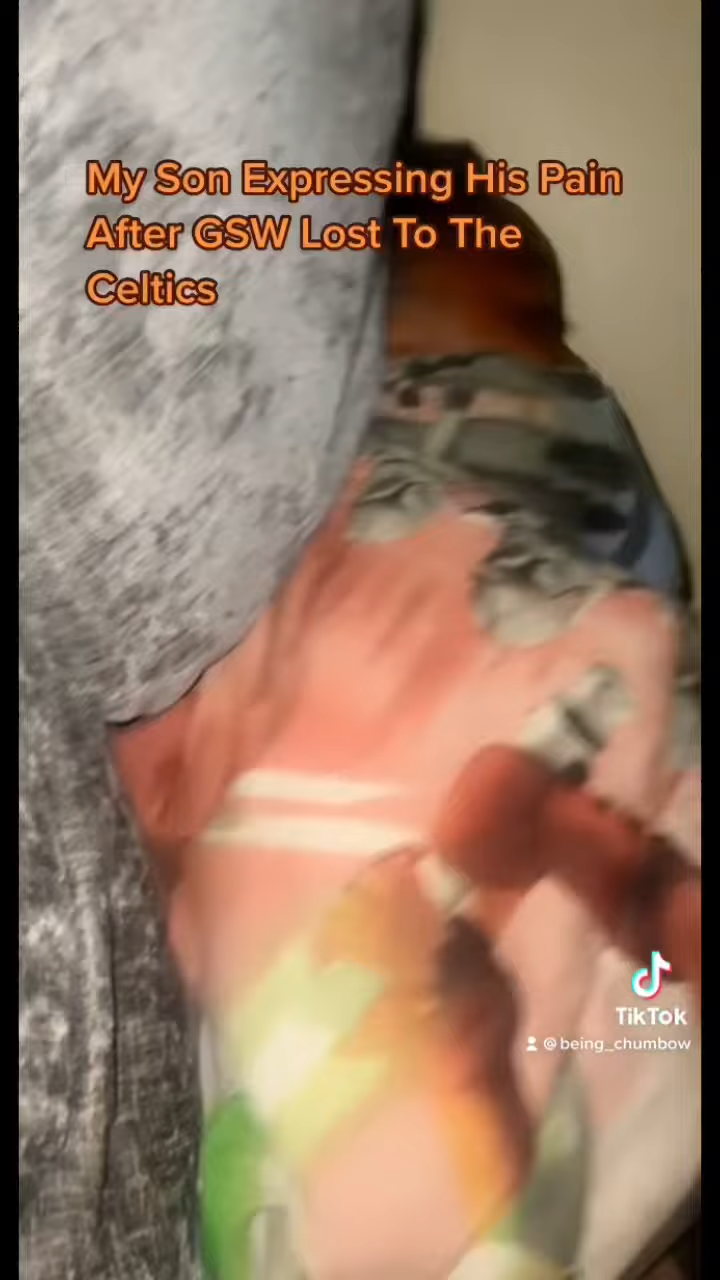 My Son Expressing His Pain
After GSW Lost To The
Celtics
TikTok
@being_chumbow